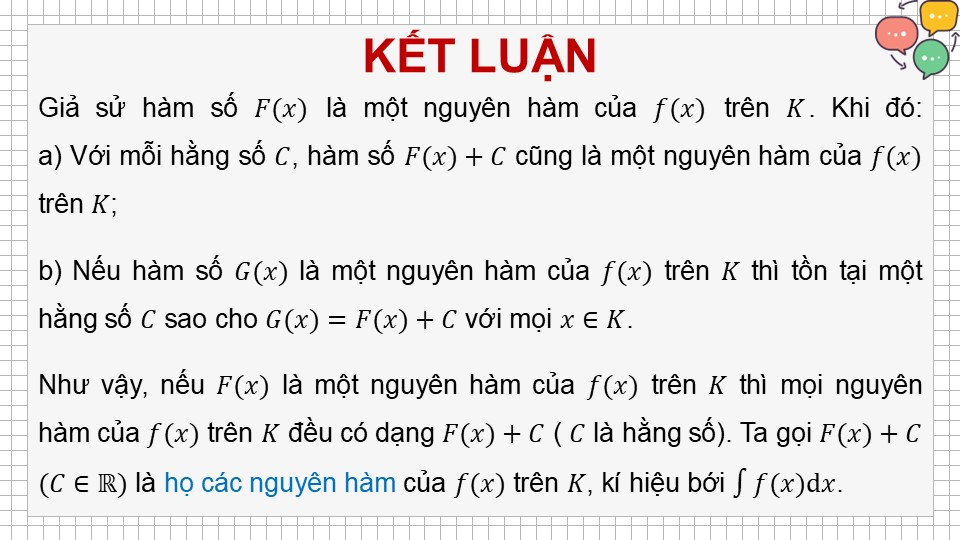 KẾT LUẬN
Giả sử hàm số 𝐹(𝑥) là một nguyên hàm của 𝑓(𝑥) trên 𝐾. Khi đó:
a) Với mỗi hằng số 𝐶, hàm số 𝐹(𝑥) + 𝐶 cũng là một nguyên hàm của 𝑓(𝑥)
trên 𝐾;
b) Nếu hàm số 𝐺(𝑥) là một nguyên hàm của 𝑓(𝑥) trên 𝐾 thì tồn tại một
hằng số 𝐶 sao cho 𝐺(𝑥) = 𝐹(𝑥) + 𝐶 với mọi 𝑥 ∈ 𝐾.
Như vậy, nếu 𝐹(𝑥) là một nguyên hàm của 𝑓(𝑥) trên 𝐾 thì mọi nguyên
hàm của 𝑓(𝑥) trên 𝐾 đều có dạng 𝐹(𝑥) + 𝐶 ( 𝐶 là hằng số). Ta gọi 𝐹(𝑥) + 𝐶
(𝐶 ∈ ℝ) là họ các nguyên hàm của 𝑓(𝑥) trên 𝐾, kí hiệu bới ∫ 𝑓(𝑥)d𝑥.